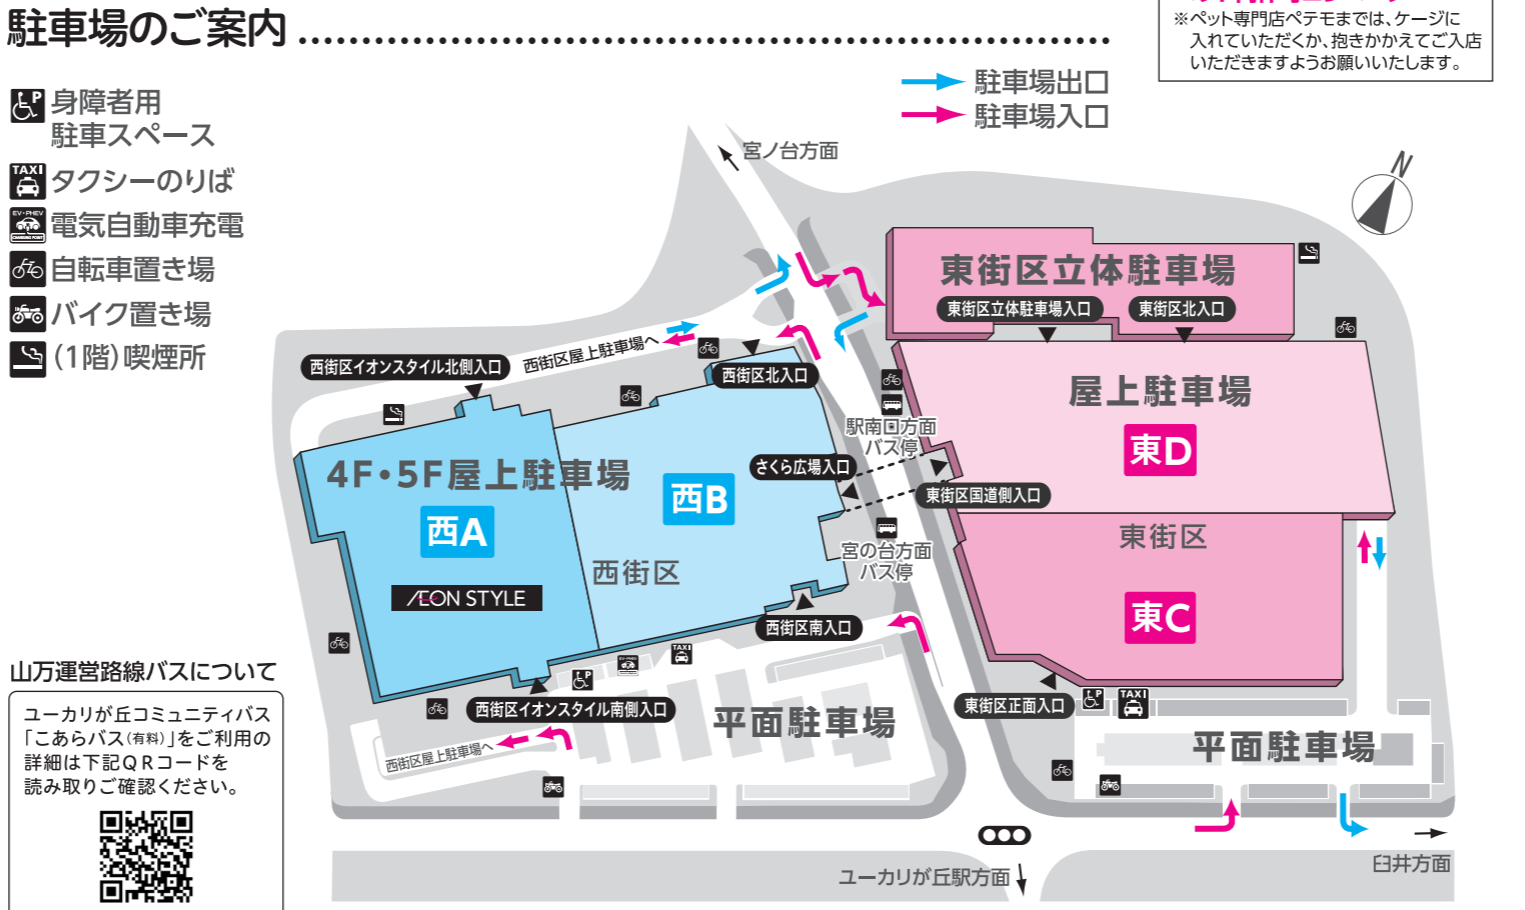 駐車場のご案内
※ペット専門店ペテモまでは、ケージに
入れていただくか、抱きかかえてご入店
いただきますようお願いいたします。
駐車場出口
駐車場入口
P
身障者用
駐車スペース
TAXI
タクシーのりば
EV・PHEV
電気自動車充電
自転車置き場
バイク置き場
(1階)喫煙所
宮ノ台方面
N
東街区立体駐車場
東街区立体駐車場入口
東街区北入口
西街区屋上駐車場へ
西街区イオンスタイル北側入口
西街区北入口
屋上駐車場
東D
駅南口方面
バス停
4F・5F屋上駐車場
さくら広場入口
西B
東街区国道側入口
西A
宮の台方面
バス停
東街区
西街区
ÆON STYLE
東C
西街区南入口
TAXI
P
西街区イオンスタイル南側入口
東街区正面入口
P
TAXI
平面駐車場
平面駐車場
西街区屋上駐車場へ
山万運営路線バスについて
ユーカリが丘コミュニティバス
「こあらバス(有料)」をご利用の
詳細は下記QRコードを
読み取りご確認ください。
ユーカリが丘駅方面
臼井方面